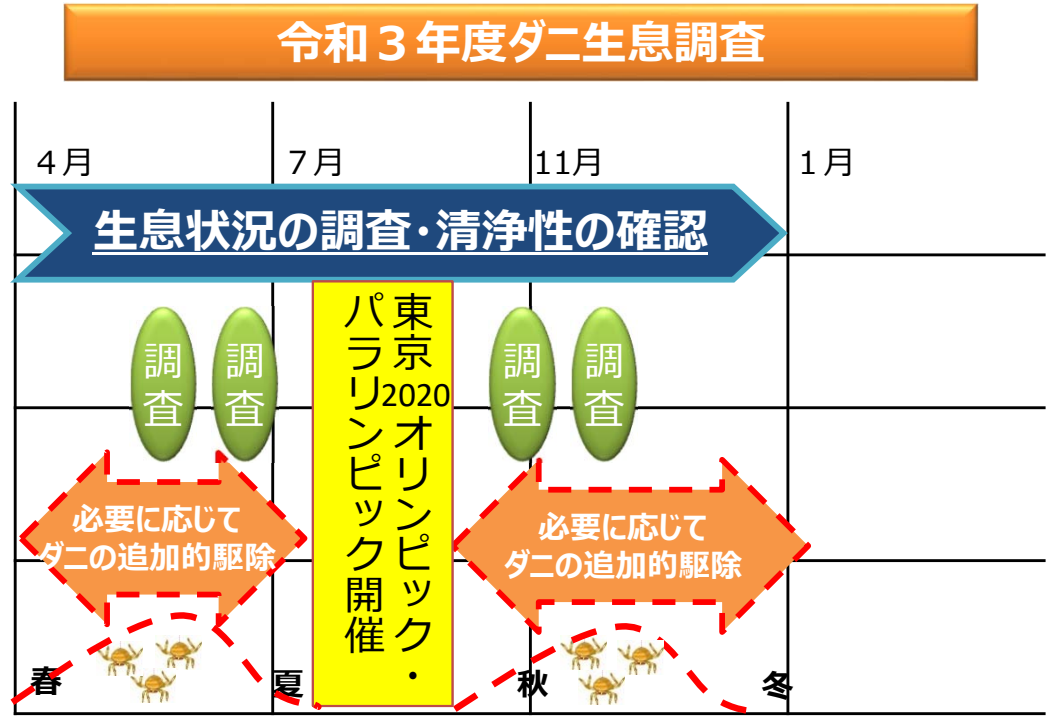 令和３年度ダニ生息調査
４月
７月
11月
１月
生息状況の調査・清浄性の確認
調査
調査
東京2020オリンピック・
パラリンピック開催
調査
調査
必要に応じて
ダニの追加的駆除
必要に応じて
ダニの追加的駆除
春
夏
秋
冬